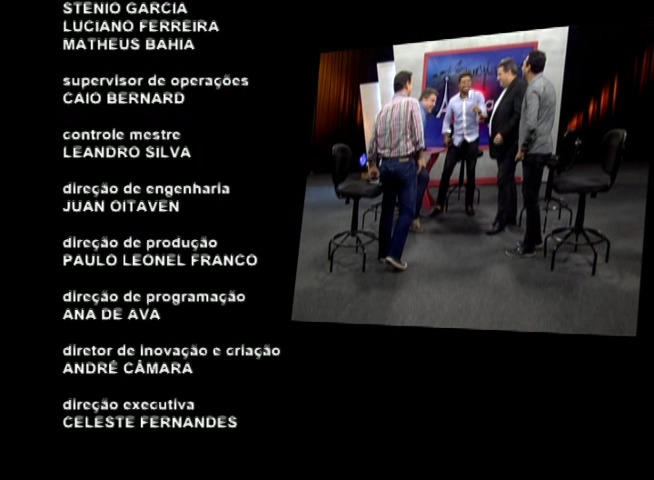 STENIO GARCIA
LUCIANO FERREIRA
MATHEUS BAHIA
supervisor de operações
CAIO BERNARD
controle mestre
LEANDRO SILVA
direção de engenharia
JUAN OITAVEN
direção de produção
PAULO LEONEL FRANCO
direção de programação
ANA DE AVA
diretor de inovação e criação
ANDRÉ CÂMARA
direção executiva
CELESTE FERNANDES